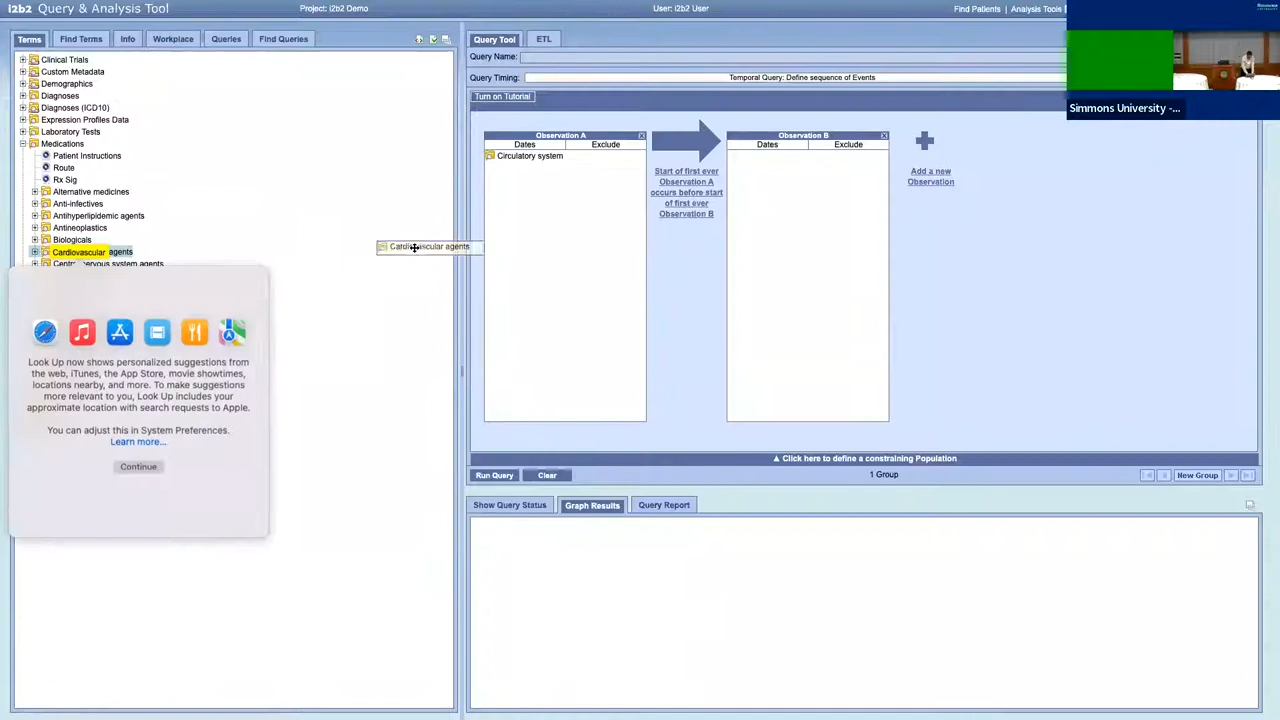 i2b2 Query & Analysis Tool
Project: i2b2 Demo
User: i2b2 User
Find Patients | Analysis Tools
Terms
Find Terms
Info
Workplace
Queries
Find Queries
Clinical Trials
Custom Metadata
Demographics
Diagnoses
Diagnoses (ICD10)
Expression Profiles Data
Laboratory Tests
Medications
Patient Instructions
Route
Rx Sig
Alternative medicines
Anti-infectives
Antihyperlipidemic agents
Antineoplastics
Biologicals
Cardiovascular agents
Central nervous system agents
Cardiovascular agents
Look Up now shows personalized suggestions from
the web, iTunes, the App Store, movie showtimes,
locations nearby, and more. To make suggestions
more relevant to you, Look Up includes your
approximate location with search requests to Apple.
You can adjust this in System Preferences.
Learn more...
Continue
Query Tool
ETL
Query Name:
Query Timing:
Temporal Query: Define sequence of Events
Turn on Tutorial
Observation A
Dates
Exclude
Circulatory system
Start of first ever
Observation A
occurs before start
of first ever
Observation B
Observation B
Dates
Exclude
Add a new
Observation
Click here to define a constraining Population
Run Query
Clear
1 Group
New Group
Show Query Status
Graph Results
Query Report
Simmons University -...